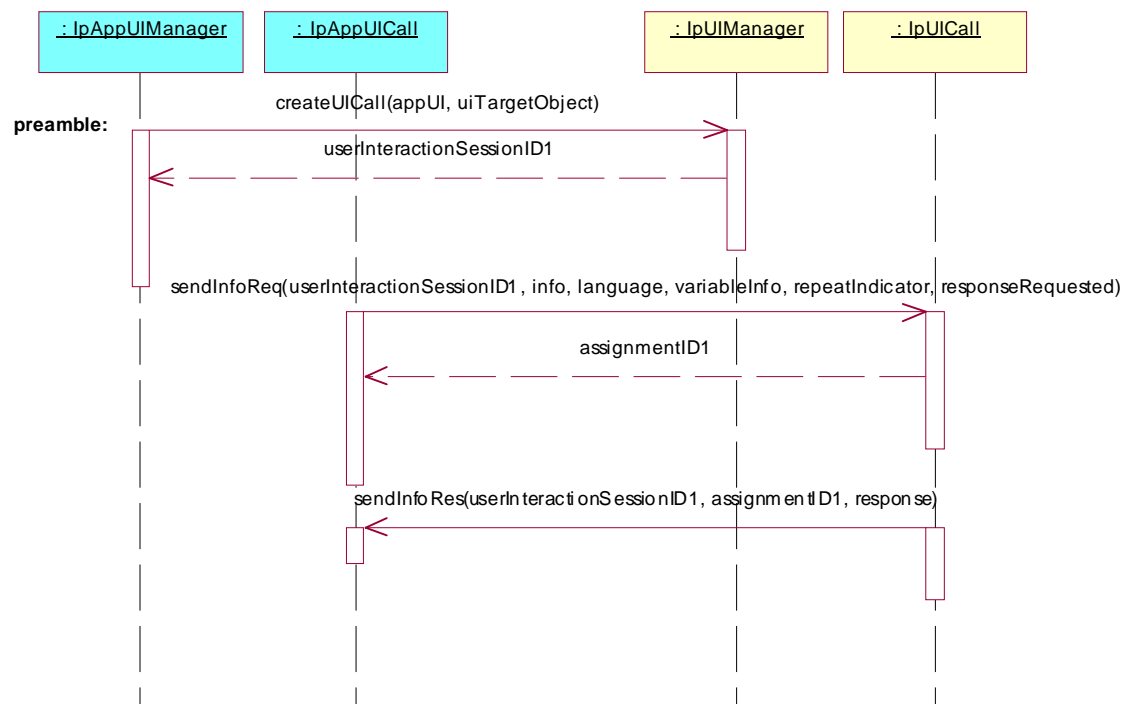 : IpAppUIManager
: IpAppUICall
: IpUIManager
: IpUICall
createUICall(appUI, uiTargetObject)
preamble:
userInteractionSessionID1
sendInfoReq(userInteractionSessionID1, info, language, variableInfo, repeatIndicator, responseRequested)
assignmentID1
sendInfoRes(userInteractionSessionID1, assignmentID1, response)